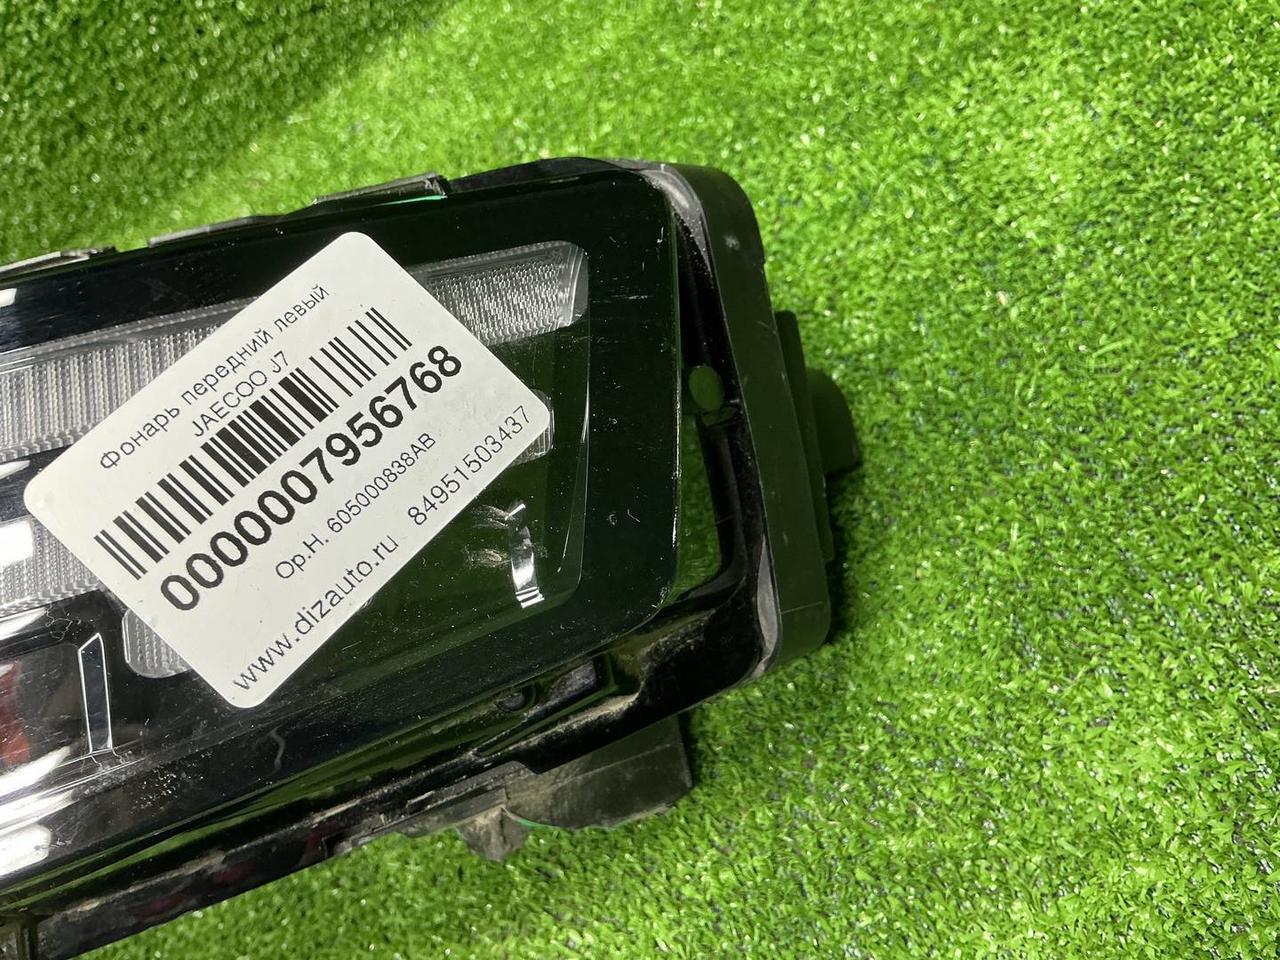 Фонарь передний левый
JAECOO J7
0000007956768
Ор.Н. 605000838AB
www.dizauto.ru 84951503437